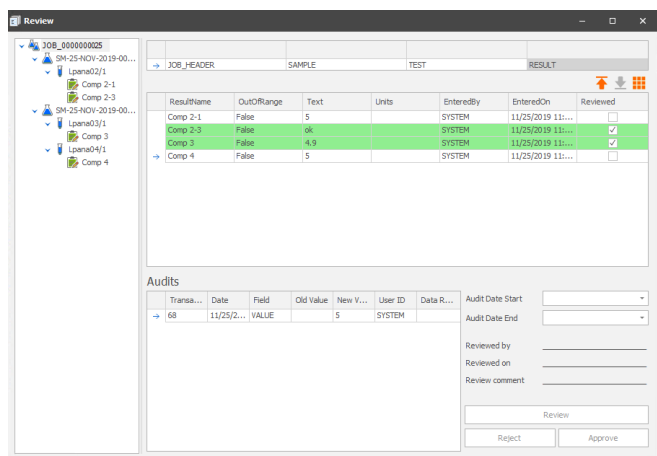 Review
JOB_0000000025
SM-25-NOV-2019-00...
Lpana02/1
Comp 2-1
Comp 2-3
SM-25-NOV-2019-00...
Lpana03/1
Comp 3
Lpana04/1
Comp 4
JOB_HEADER SAMPLE TEST RESULT
ResultName OutOfRange Text Units EnteredBy EnteredOn Reviewed
Comp 2-1 False 5 SYSTEM 11/25/2019 11:...
Comp 2-3 False ok SYSTEM 11/25/2019 11:...
Comp 3 False 4.9 SYSTEM 11/25/2019 11:...
Comp 4 False 5 SYSTEM 11/25/2019 11:...
Audits
Transa... Date Field Old Value New V... User ID Data R...
68 11/25/2... VALUE 5 SYSTEM
Audit Date Start
Audit Date End
Reviewed by
Reviewed on
Review comment
Review
Reject Approve